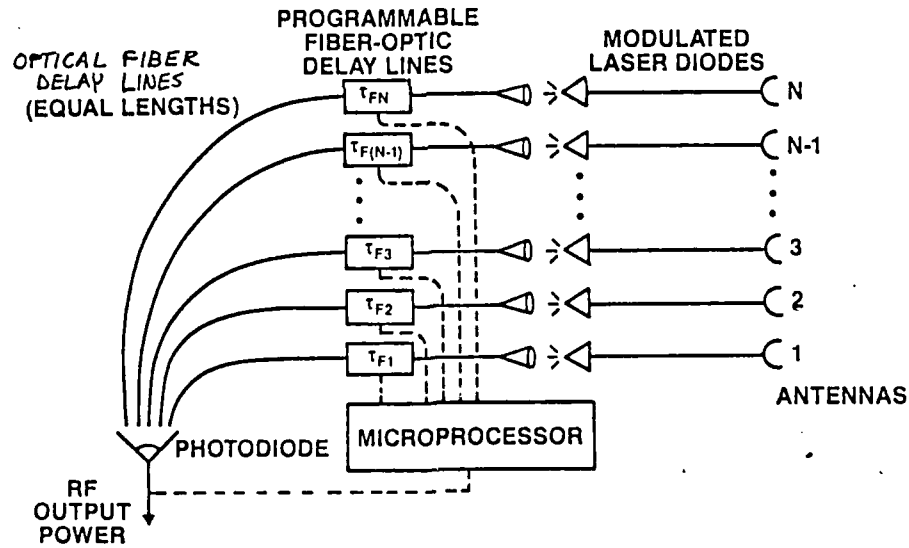 PROGRAMMABLE
FIBER-OPTIC
DELAY LINES
MODULATED
LASER DIODES
OPTICAL FIBER
DELAY LINES
(EQUAL LENGTHS)
τFN
N
τF(N-1)
N-1
τF3
3
τF2
2
τF1
1
ANTENNAS
MICROPROCESSOR
PHOTODIODE
RF
OUTPUT
POWER